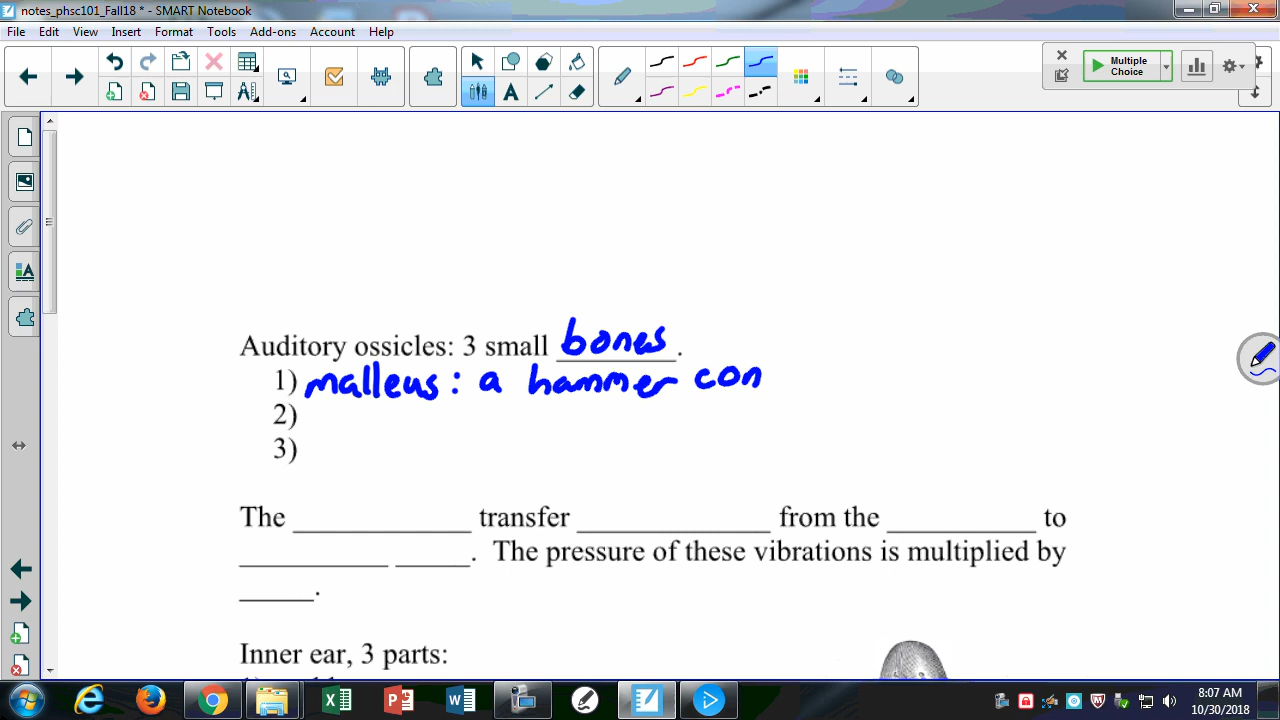 notes_phsc101_Fall18 * - SMART Notebook
File Edit View Insert Format Tools Add-ons Account Help
Multiple
Choice
Auditory ossicles: 3 small bones.
1) malleus: a hammer con
2)
3)
The _____________ transfer _____________ from the __________ to
__________ _____. The pressure of these vibrations is multiplied by
_____.
Inner ear, 3 parts:
8:07 AM
10/30/2018